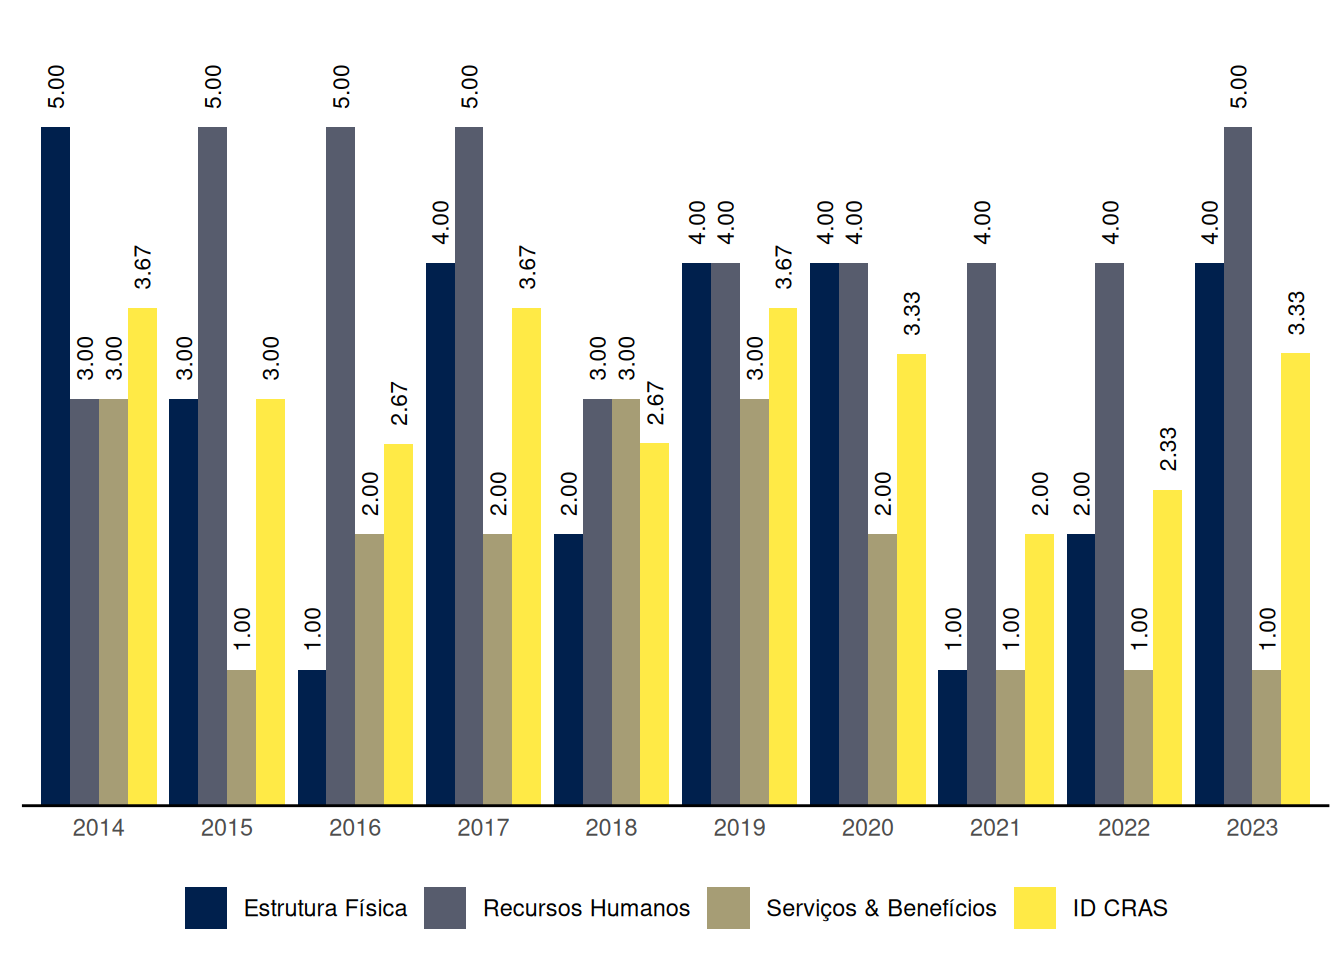 5.00 3.00 3.00 3.67 3.00 5.00 1.00 3.00 1.00 5.00 2.00 2.67 4.00 5.00 2.00 3.67 2.00 3.00 3.00 2.67 4.00 4.00 3.00 3.67 4.00 4.00 2.00 3.33 1.00 4.00 1.00 2.00 2.00 4.00 1.00 2.33 4.00 5.00 1.00 3.33
2014 2015 2016 2017 2018 2019 2020 2021 2022 2023
Estrutura Física Recursos Humanos Serviços & Benefícios ID CRAS